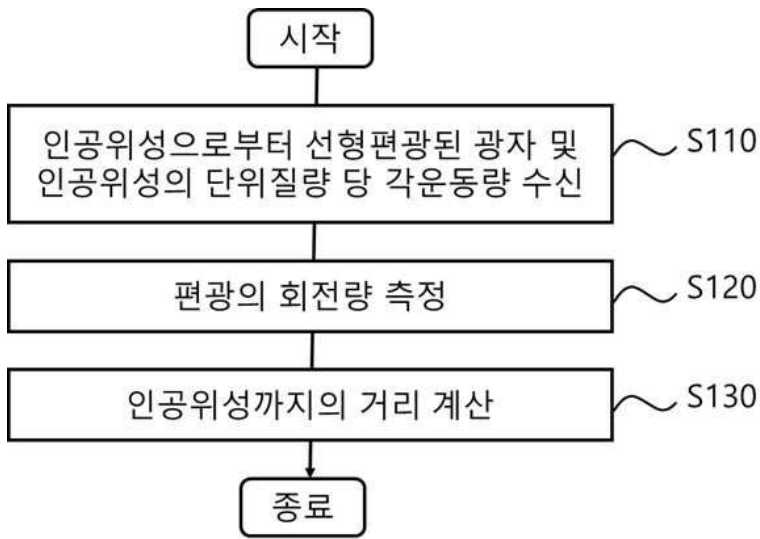 시작
인공위성으로부터 선형편광된 광자 및
인공위성의 단위질량 당 각운동량 수신
S110
편광의 회전량 측정
S120
인공위성까지의 거리 계산
S130
종료